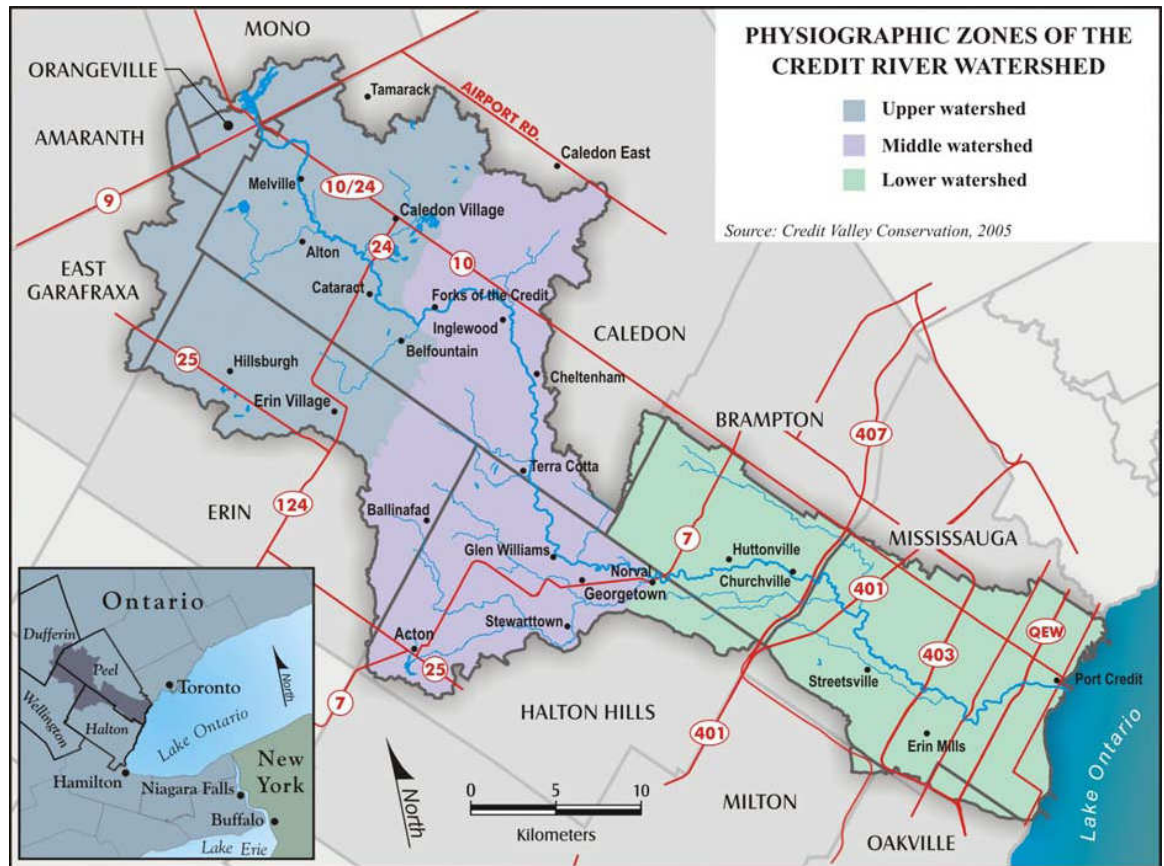 PHYSIOGRAPHIC ZONES OF THE
CREDIT RIVER WATERSHED
Upper watershed
Middle watershed
Lower watershed
Source: Credit Valley Conservation, 2005
MONO
ORANGEVILLE
AMARANTH
Tamarack
AIRPORT RD.
Caledon East
9
Melville
10/24
Caledon Village
24
Alton
EAST
GARAFRAXA
10
Cataract
Forks of the Credit
Inglewood
CALEDON
Belfountain
25
Hillsburgh
Cheltenham
Erin Village
BRAMPTON
407
Terra Cotta
124
ERIN
Ballinafad
7
Glen Williams
Huttonville
MISSISSAUGA
Norval
Churchville
Georgetown
401
Stewarttown
Acton
25
403
QEW
Streetsville
Port Credit
7
HALTON HILLS
401
Erin Mills
MILTON
OAKVILLE
Lake Ontario
North
0
5
10
Kilometers
Ontario
Dufferin
Peel
North
Toronto
Wellington
Halton
Lake Ontario
Hamilton
New
York
Niagara Falls
Buffalo
Lake Erie